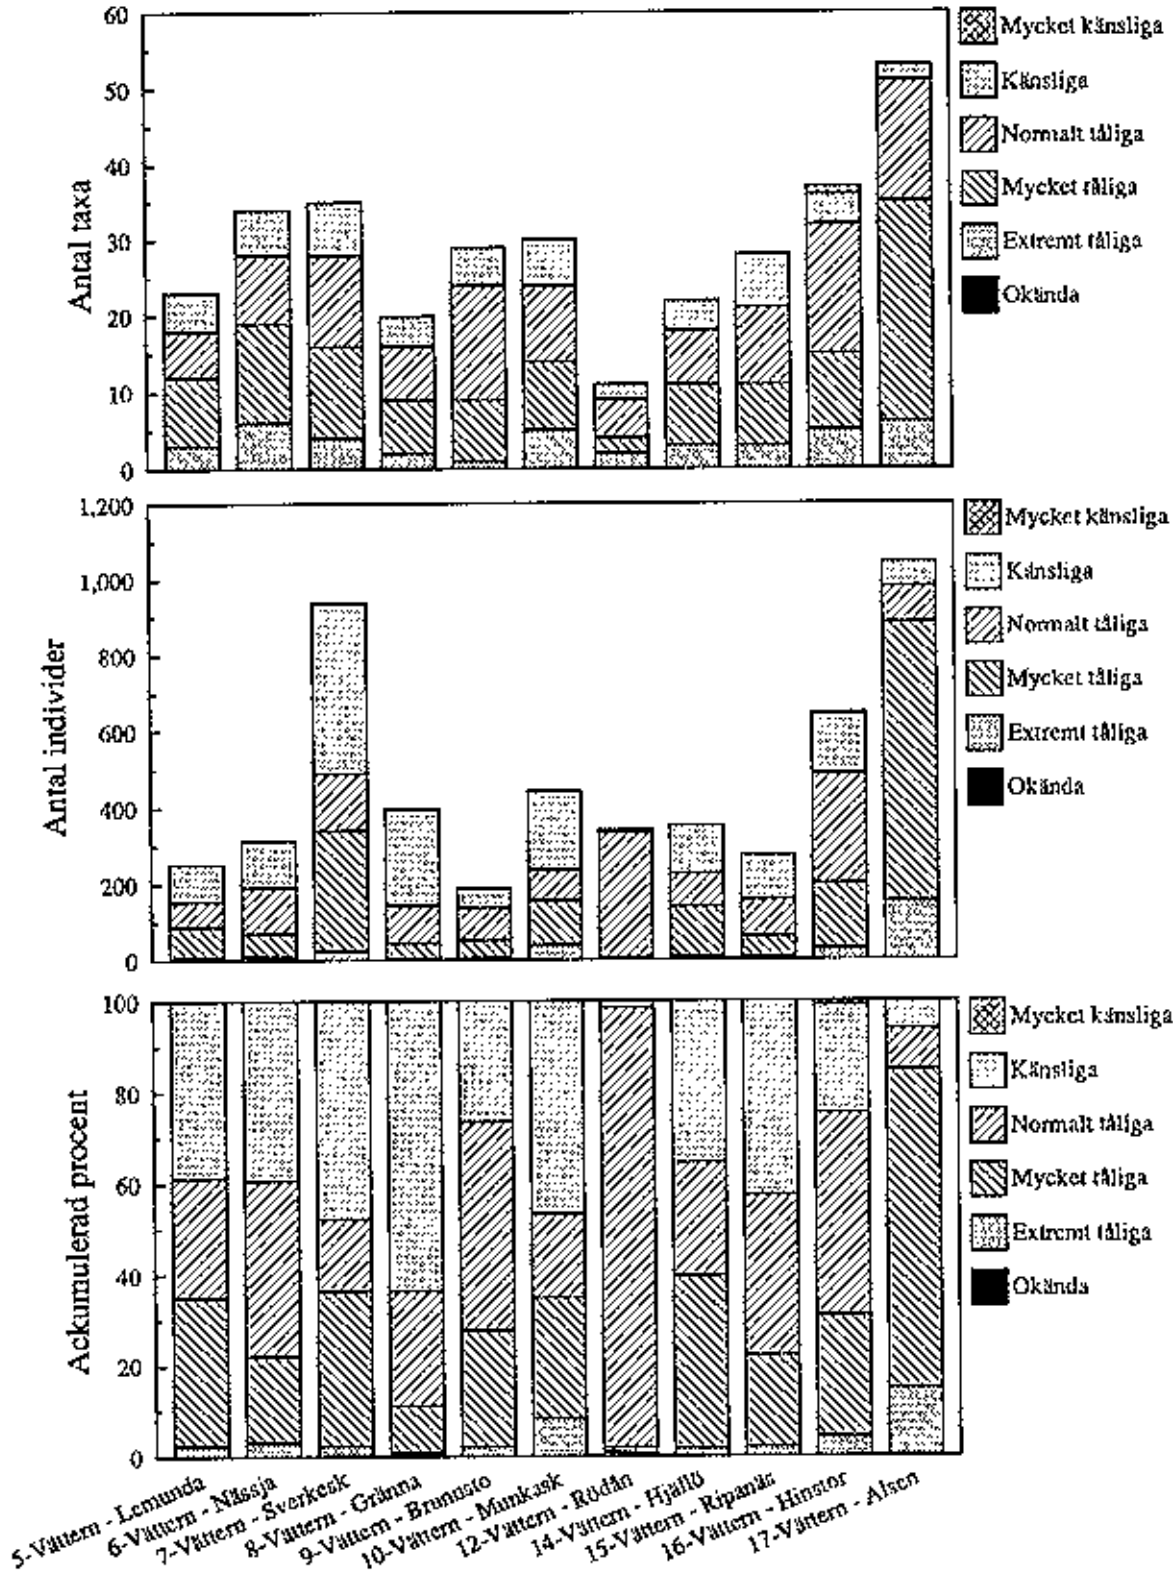 60
50
40
30
20
10
0
Antal taxa
Mycket känsliga
Känsliga
Normalt tåliga
Mycket tåliga
Extremt tåliga
Okända
1,200
1,000
800
600
400
200
0
Antal individer
Mycket känsliga
Känsliga
Normalt tåliga
Mycket tåliga
Extremt tåliga
Okända
100
80
60
40
20
0
Ackumulerad procent
Mycket känsliga
Känsliga
Normalt tåliga
Mycket tåliga
Extremt tåliga
Okända
5-Vättern - Lemunda
6-Vättern - Nässja
7-Vättern - Sverkesk
8-Vättern - Gränna
9-Vättern - Brunnsto
10-Vättern - Munkask
12-Vättern - Rödån
14-Vättern - Hjällö
15-Vättern - Ripanäs
16-Vättern - Hinstor
17-Vättern - Alsen